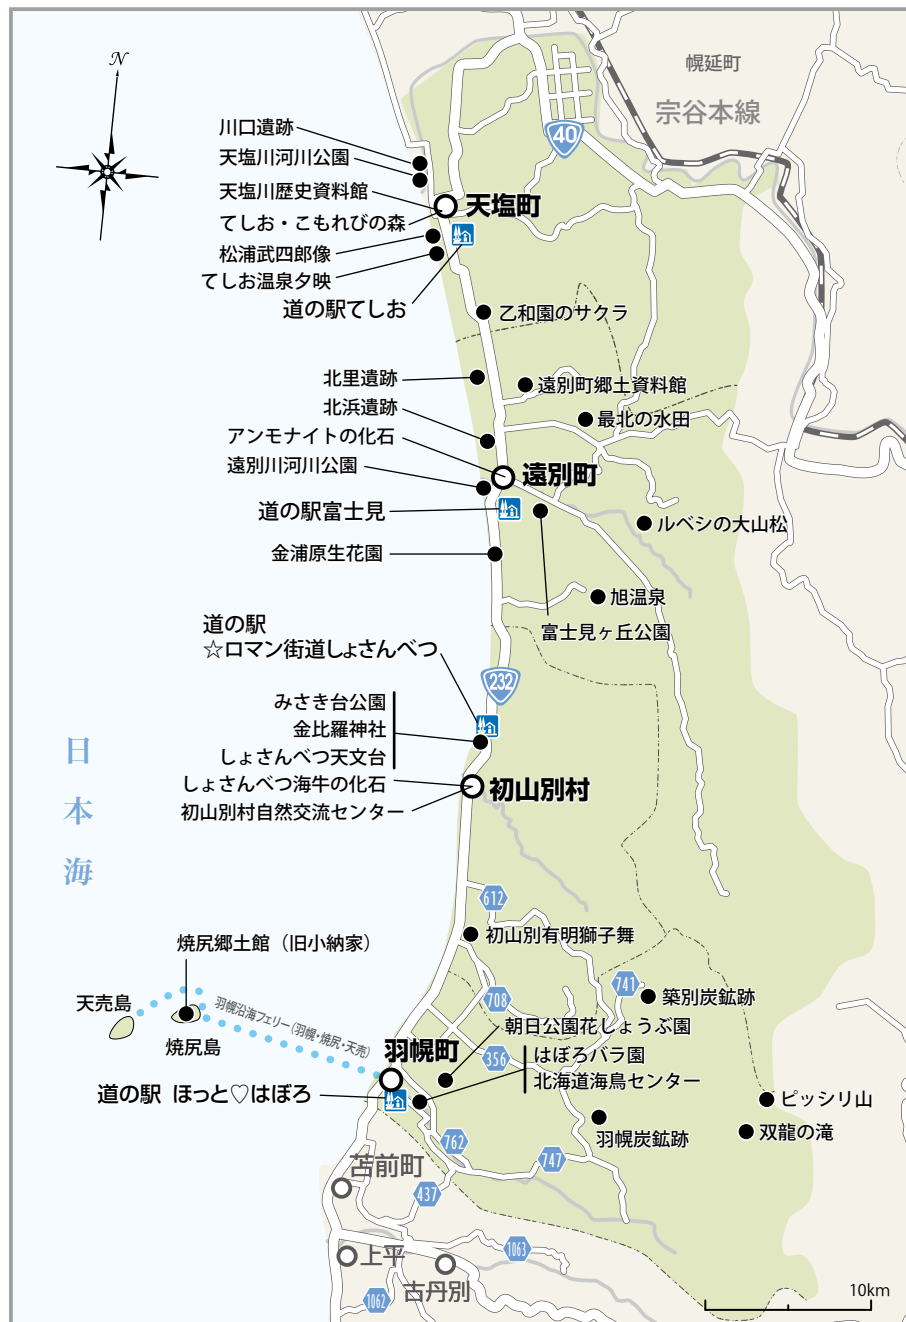 N
幌延町
宗谷本線
40
川口遺跡
天塩川河川公園
天塩川歴史資料館
天塩町
てしお・こもれびの森
松浦武四郎像
てしお温泉夕映
道の駅てしお
乙和園のサクラ
北里遺跡
遠別町郷土資料館
北浜遺跡
最北の水田
アンモナイトの化石
遠別川河川公園
遠別町
道の駅富士見
ルベシの大山松
金浦原生花園
旭温泉
富士見ヶ丘公園
道の駅
☆ロマン街道しょさんべつ
232
みさき台公園
金比羅神社
しょさんべつ天文台
しょさんべつ海牛の化石
初山別村
初山別村自然交流センター
日本海
612
初山別有明獅子舞
焼尻郷土館（旧小納家）
741
築別炭鉱跡
708
天売島
羽幌沿海フェリー（羽幌・焼尻・天売）
焼尻島
朝日公園花しょうぶ園
羽幌町
356
はぼろバラ園
北海道海鳥センター
道の駅 ほっと♡はぼろ
ピッシリ山
双龍の滝
羽幌炭鉱跡
762
747
苫前町
437
上平
1063
古丹別
1062
10km